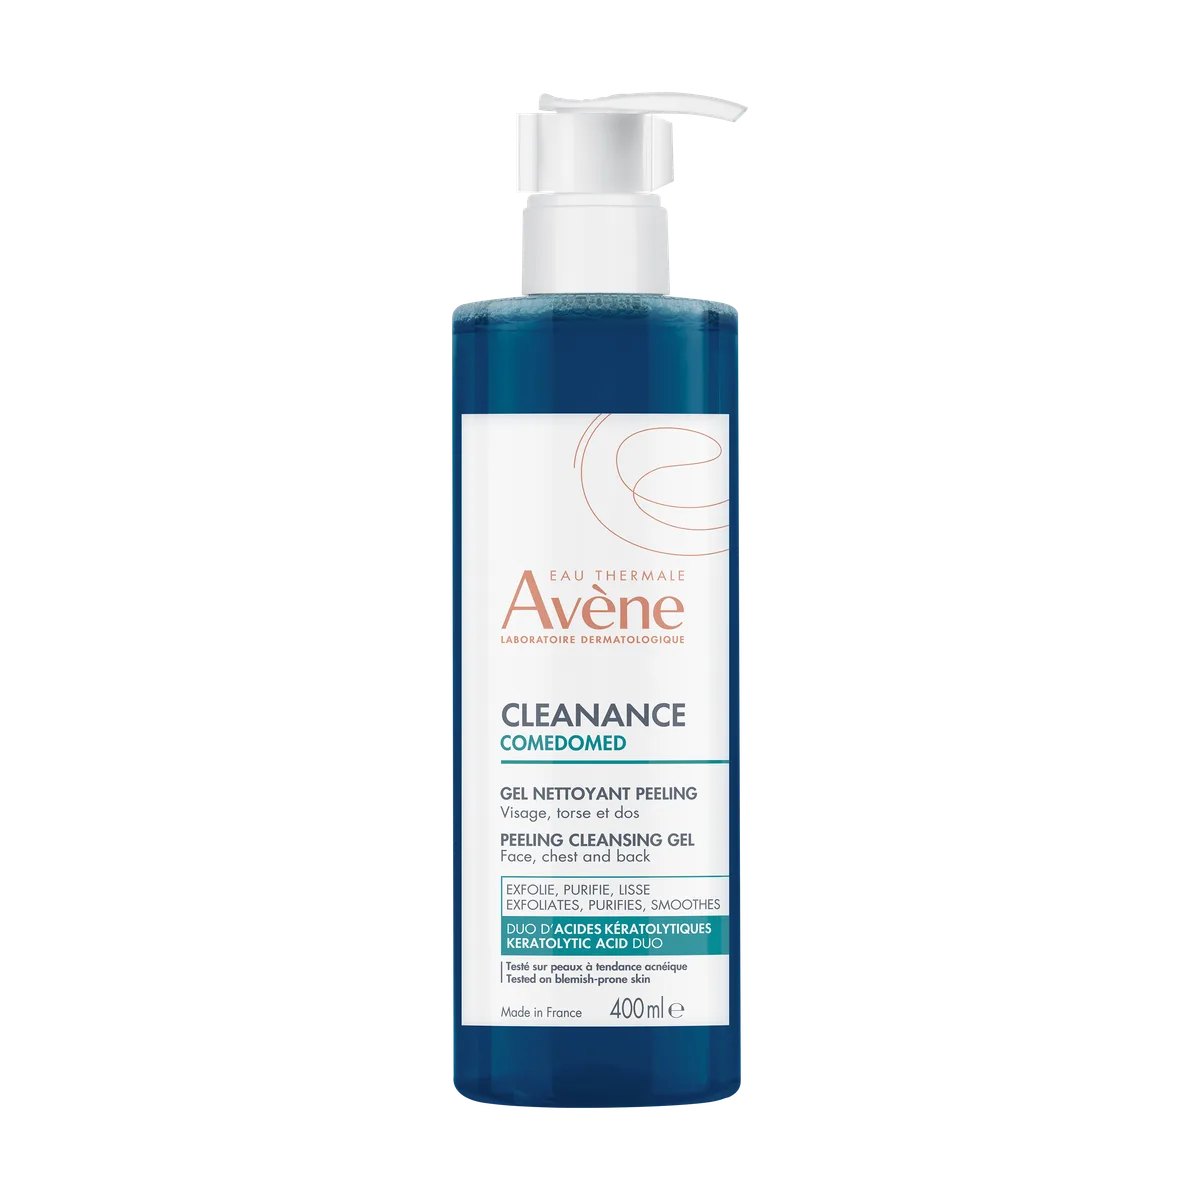 EAU THERMALE
Avène
LABORATOIRE DERMATOLOGIQUE
CLEANANCE
COMEDOMED
GEL NETTOYANT PEELING
Visage, torse et dos
PEELING CLEANSING GEL
Face, chest and back
EXFOLIE, PURIFIE, LISSE
EXFOLIATES, PURIFIES, SMOOTHES
DUO D'ACIDES KÉRATOLYTIQUES
KERATOLYTIC ACID DUO
Testé sur peaux à tendance acnéique
Tested on blemish-prone skin
Made in France 400 ml ℮